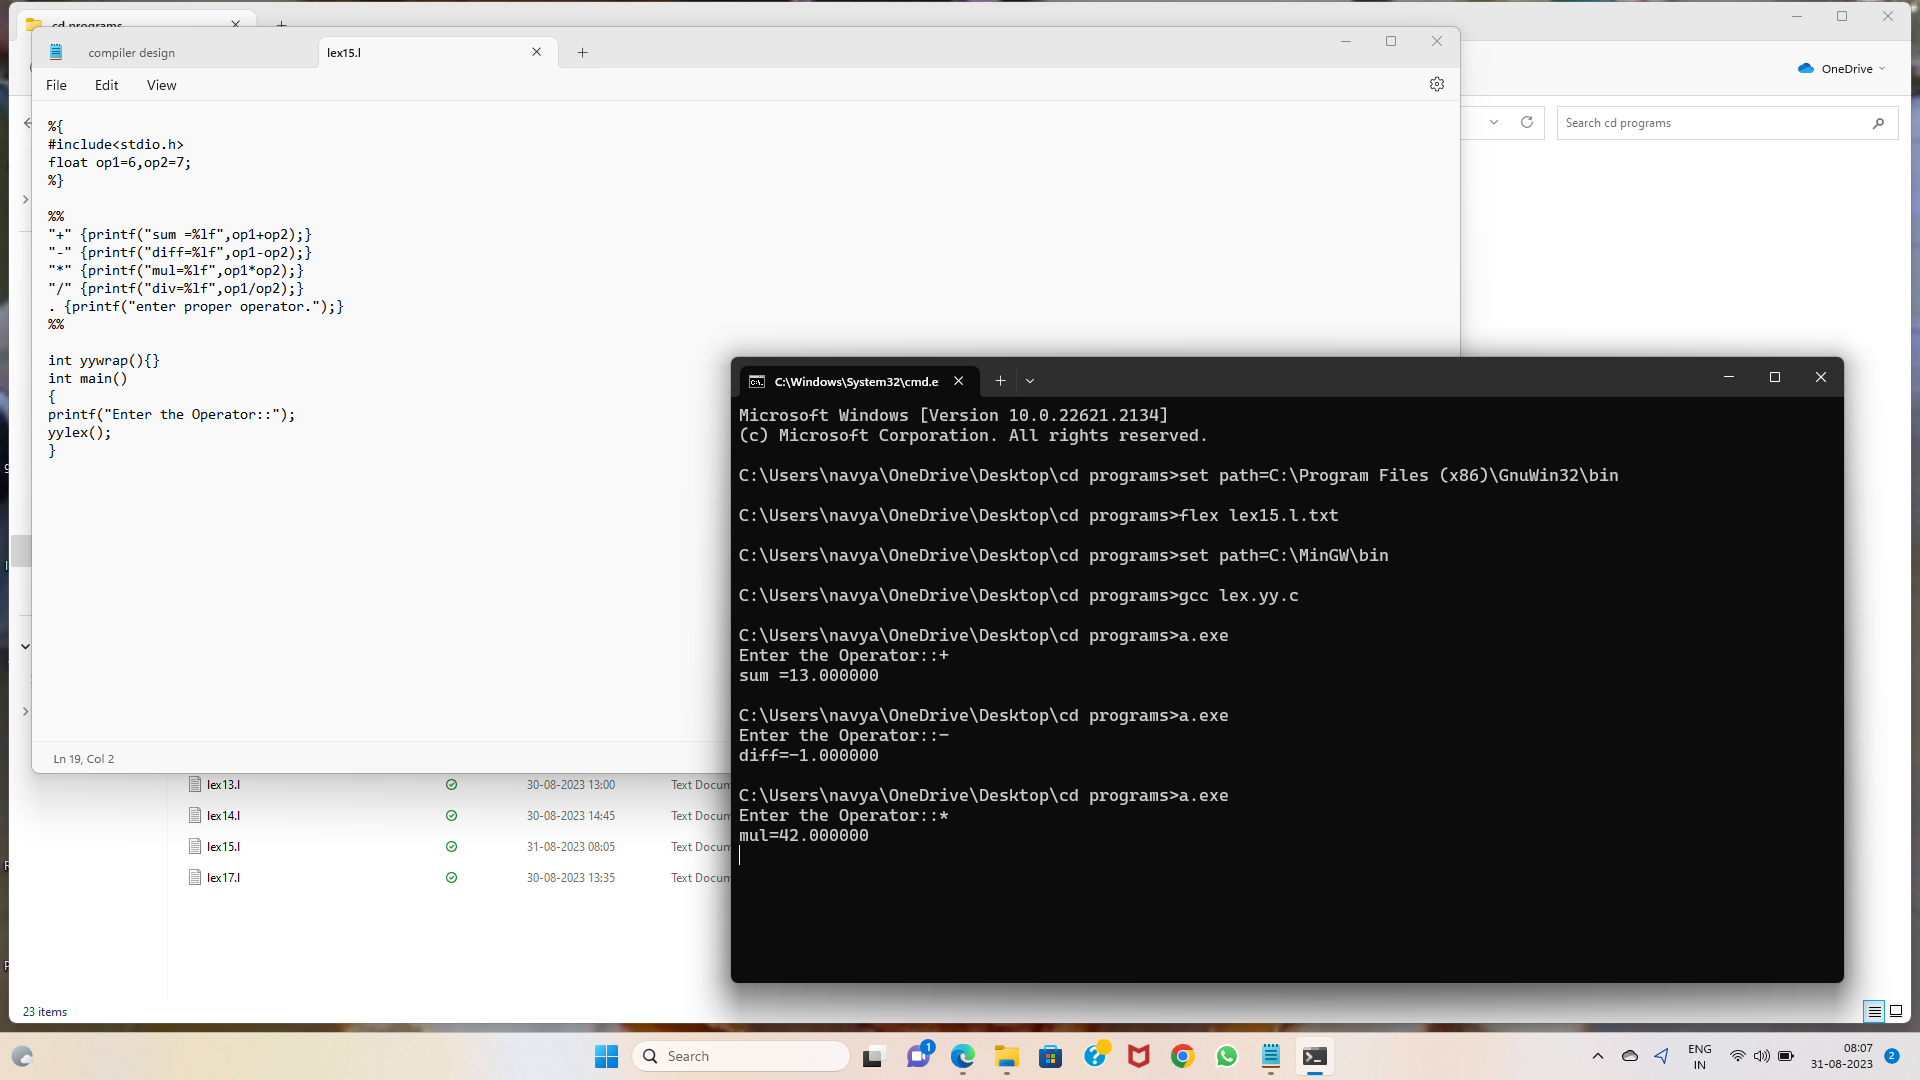 cd programs
compiler design
lex15.l
File Edit View
OneDrive
Search cd programs
%{
#include<stdio.h>
float op1=6,op2=7;
%}
%%
"+" {printf("sum =%lf",op1+op2);}
"-" {printf("diff=%lf",op1-op2);}
"*" {printf("mul=%lf",op1*op2);}
"/" {printf("div=%lf",op1/op2);}
. {printf("enter proper operator.");}
%%
int yywrap(){}
int main()
{
printf("Enter the Operator::");
yylex();
}
Ln 19, Col 2
C:\Windows\System32\cmd.e
Microsoft Windows [Version 10.0.22621.2134]
(c) Microsoft Corporation. All rights reserved.
C:\Users\navya\OneDrive\Desktop\cd programs>set path=C:\Program Files (x86)\GnuWin32\bin
C:\Users\navya\OneDrive\Desktop\cd programs>flex lex15.l.txt
C:\Users\navya\OneDrive\Desktop\cd programs>set path=C:\MinGW\bin
C:\Users\navya\OneDrive\Desktop\cd programs>gcc lex.yy.c
C:\Users\navya\OneDrive\Desktop\cd programs>a.exe
Enter the Operator::+
sum =13.000000
C:\Users\navya\OneDrive\Desktop\cd programs>a.exe
Enter the Operator::-
diff=-1.000000
C:\Users\navya\OneDrive\Desktop\cd programs>a.exe
Enter the Operator::*
mul=42.000000
lex13.l 30-08-2023 13:00 Text Docum
lex14.l 30-08-2023 14:45 Text Docum
lex15.l 31-08-2023 08:05 Text Docum
lex17.l 30-08-2023 13:35 Text Docum
23 items
Search
1
ENG
IN
08:07
31-08-2023
2